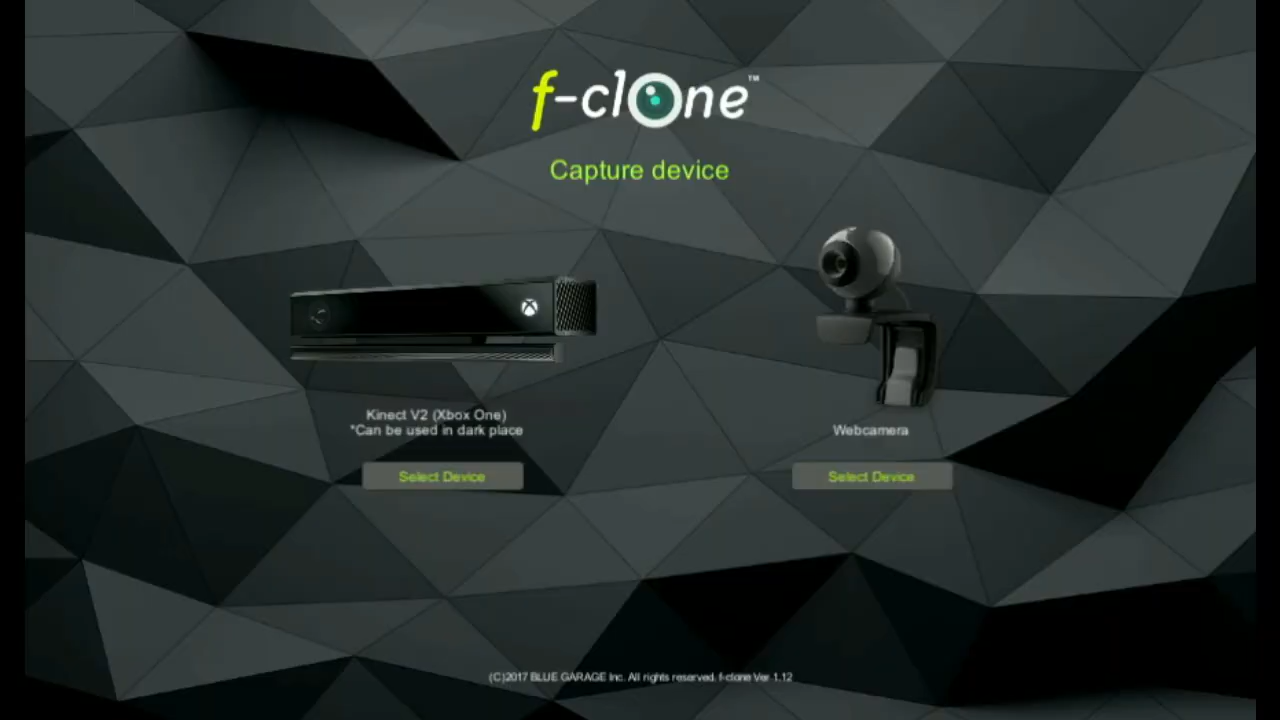 f-clone™
Capture device
Kinect V2 (Xbox One)
*Can be used in dark place
Webcamera
Select Device
Select Device
(C)2017 BLUE GARAGE Inc. All rights reserved. f-clone Ver 1.12